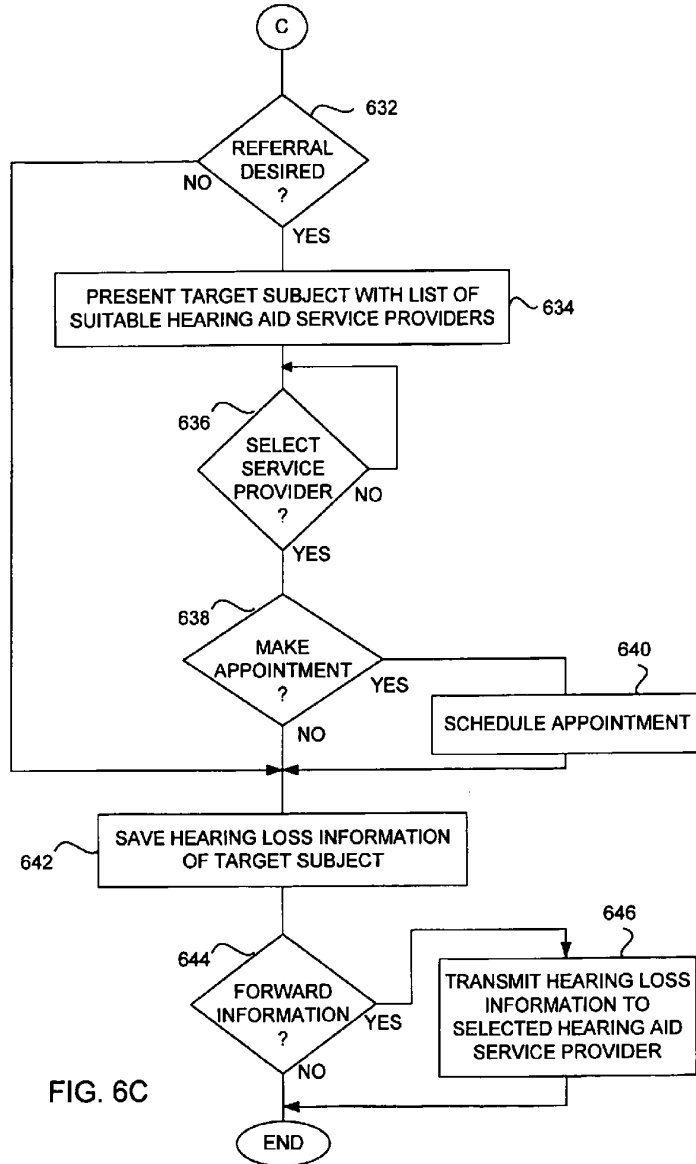 C
632
REFERRAL
DESIRED
?
NO
YES
PRESENT TARGET SUBJECT WITH LIST OF
SUITABLE HEARING AID SERVICE PROVIDERS
634
636
SELECT
SERVICE
PROVIDER
?
NO
YES
638
MAKE
APPOINTMENT
?
YES
NO
640
SCHEDULE APPOINTMENT
SAVE HEARING LOSS INFORMATION
OF TARGET SUBJECT
642
644
FORWARD
INFORMATION
?
YES
NO
646
TRANSMIT HEARING LOSS
INFORMATION TO
SELECTED HEARING AID
SERVICE PROVIDER
FIG. 6C
END